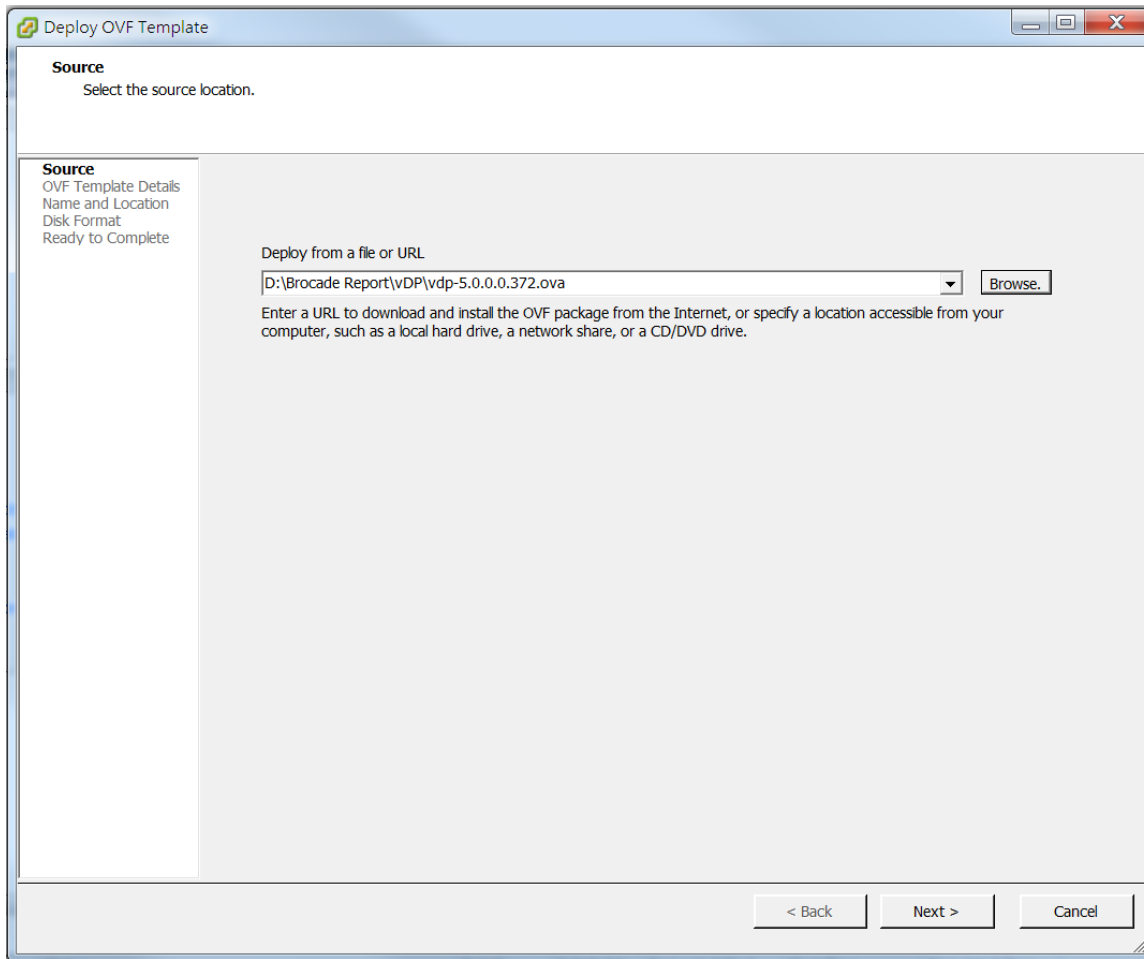 Deploy OVF Template
Source
Select the source location.
Source
OVF Template Details
Name and Location
Disk Format
Ready to Complete
Deploy from a file or URL
D:\Brocade Report\vDP\vdp-5.0.0.0.372.ova
Browse.
Enter a URL to download and install the OVF package from the Internet, or specify a location accessible from your
computer, such as a local hard drive, a network share, or a CD/DVD drive.
< Back
Next >
Cancel